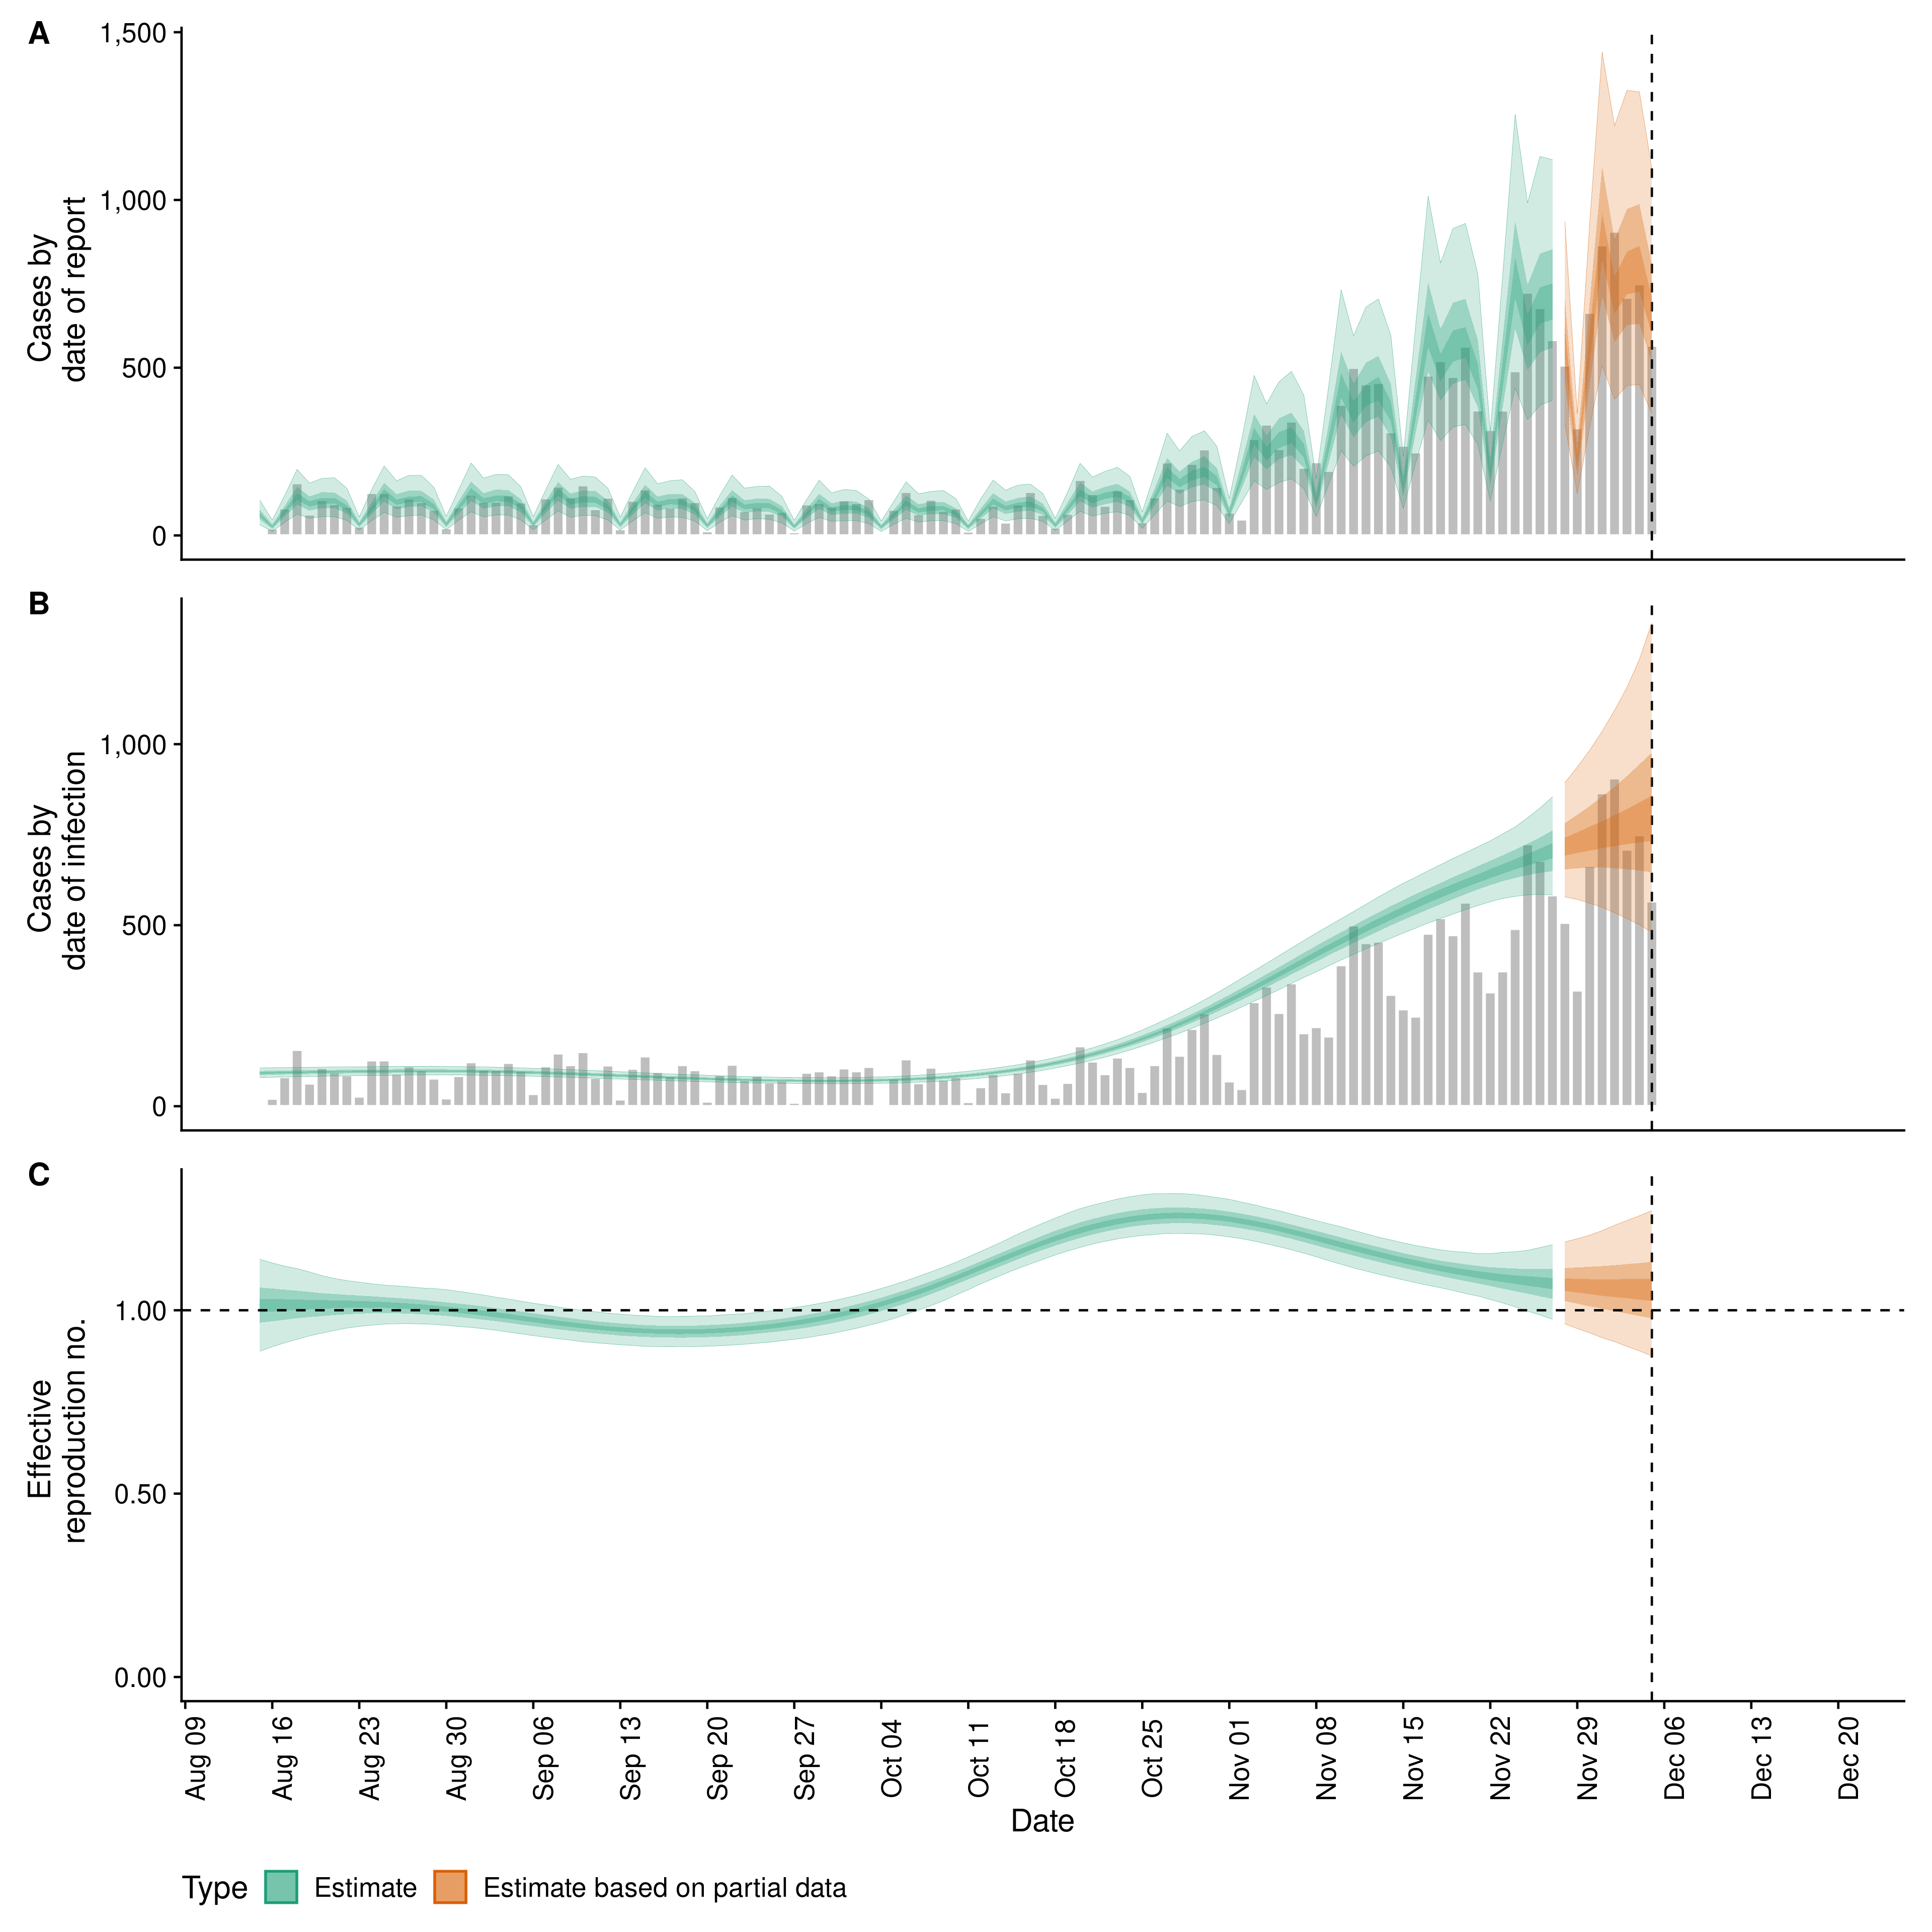 A
1,500
1,000
500
0
Cases by
date of report
B
1,000
500
0
Cases by
date of infection
C
1.00
0.50
0.00
Effective
reproduction no.
Aug 09
Aug 16
Aug 23
Aug 30
Sep 06
Sep 13
Sep 20
Sep 27
Oct 04
Oct 11
Oct 18
Oct 25
Nov 01
Nov 08
Nov 15
Nov 22
Nov 29
Dec 06
Dec 13
Dec 20
Date
Type Estimate Estimate based on partial data